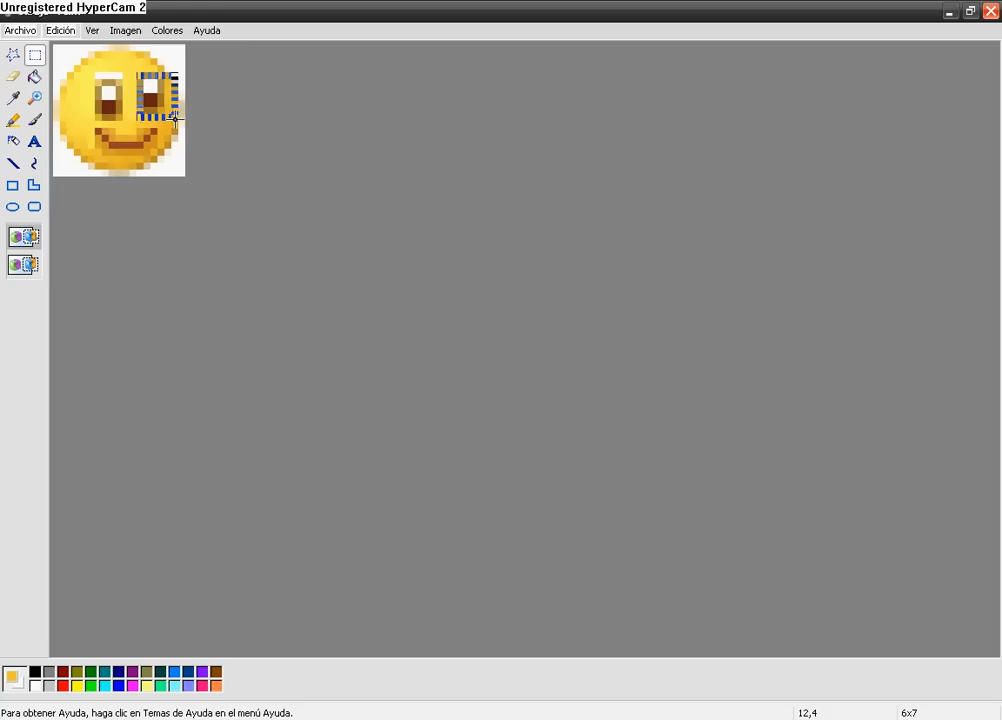 Unregistered HyperCam 2
Archivo Edición Ver Imagen Colores Ayuda
Para obtener Ayuda, haga clic en Temas de Ayuda en el menú Ayuda. 12,4 6x7